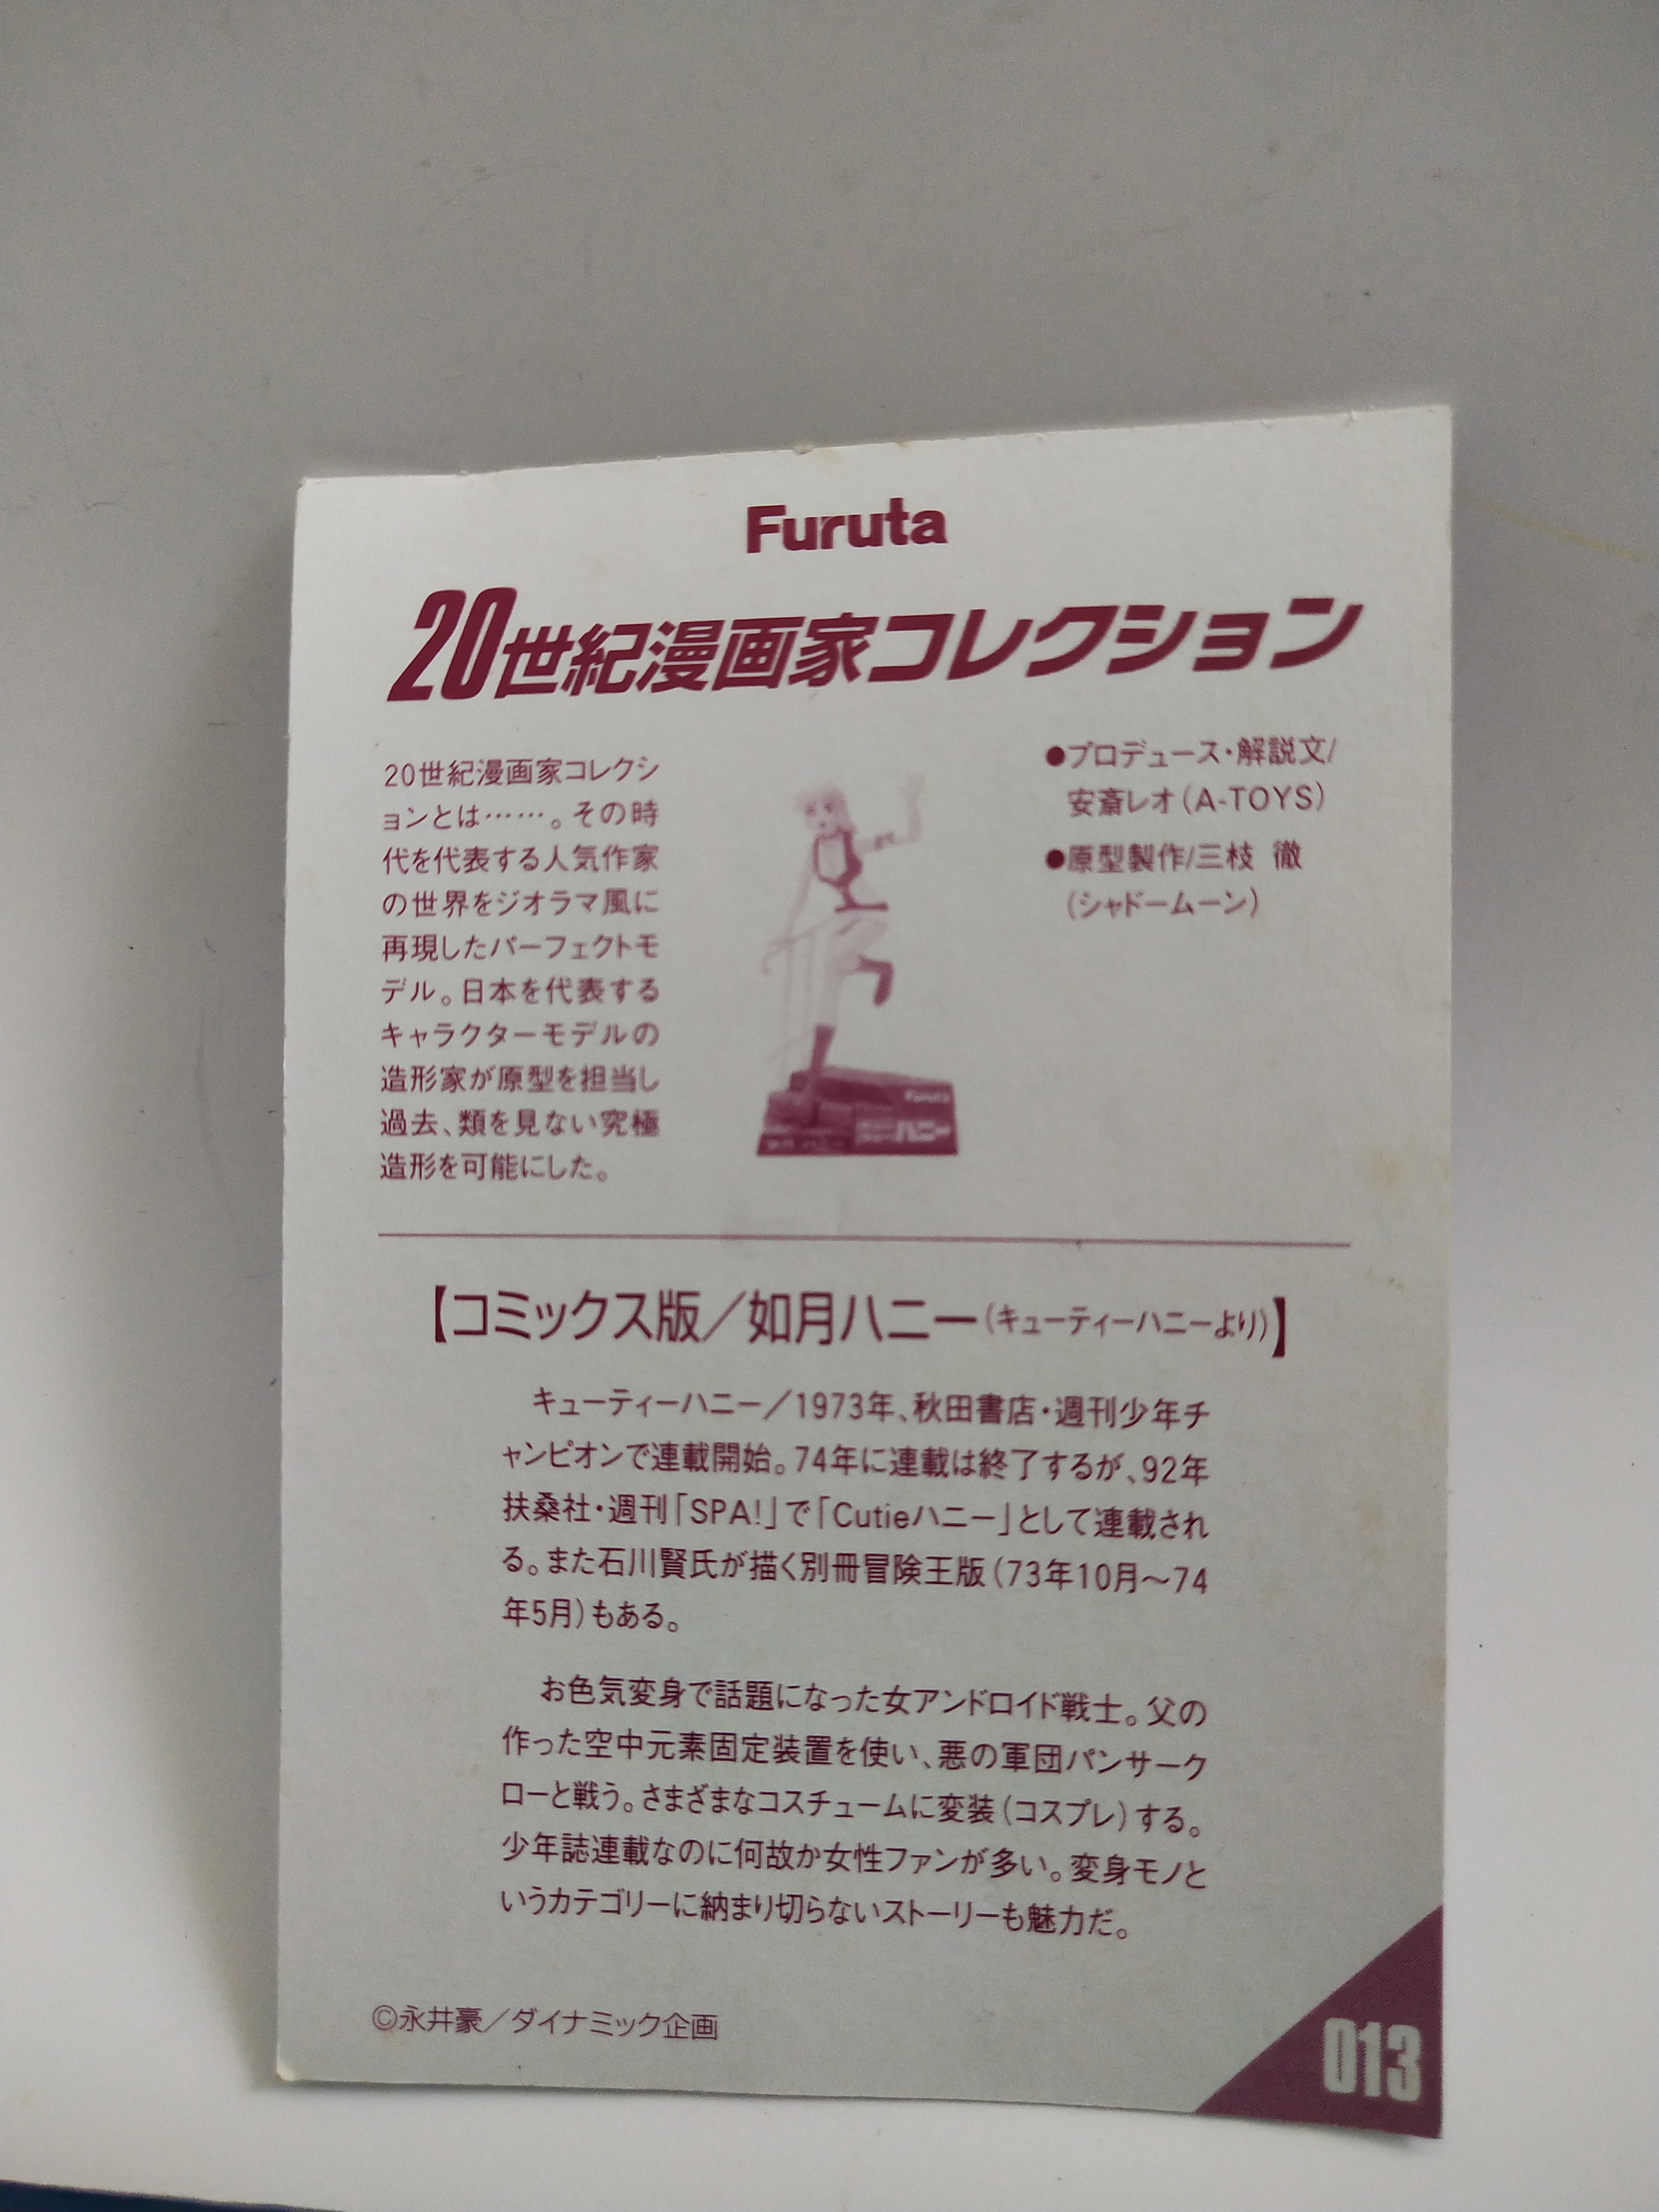 Furuta
20世紀漫画家コレクション
20世紀漫画家コレクシ
ョンとは……。その時
代を代表する人気作家
の世界をジオラマ風に
再現したパーフェクトモ
デル。日本を代表する
キャラクターモデルの
造形家が原型を担当し
過去、類を見ない究極
造形を可能にした。
●プロデュース・解説文/
安斎レオ(A-TOYS)
●原型製作/三枝 徹
(シャドームーン)
Furuta
ハニー
【コミックス版／如月ハニー(キューティーハニーより)】
キューティーハニー／1973年、秋田書店・週刊少年チ
ャンピオンで連載開始。74年に連載は終了するが、92年
扶桑社・週刊「SPA!」で「Cutieハニー」として連載され
る。また石川賢氏が描く別冊冒険王版(73年10月〜74
年5月)もある。
お色気変身で話題になった女アンドロイド戦士。父の
作った空中元素固定装置を使い、悪の軍団パンサーク
ローと戦う。さまざまなコスチュームに変装(コスプレ)する。
少年誌連載なのに何故か女性ファンが多い。変身モノと
いうカテゴリーに納まり切らないストーリーも魅力だ。
©永井豪／ダイナミック企画
013